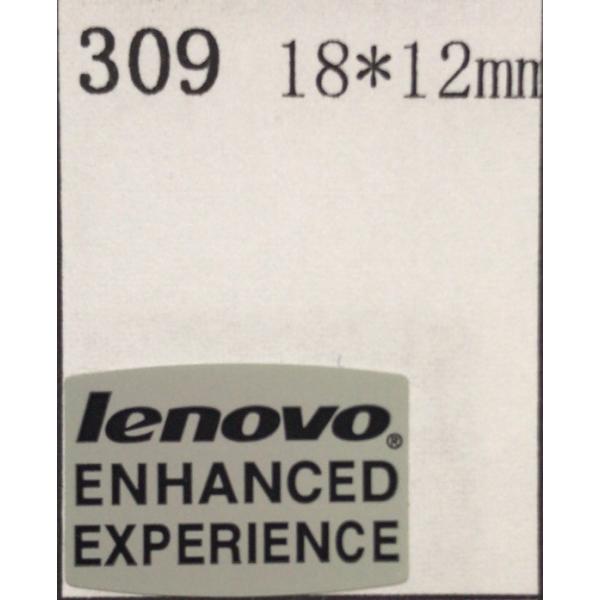 309 18*12mm
lenovo®
ENHANCED
EXPERIENCE